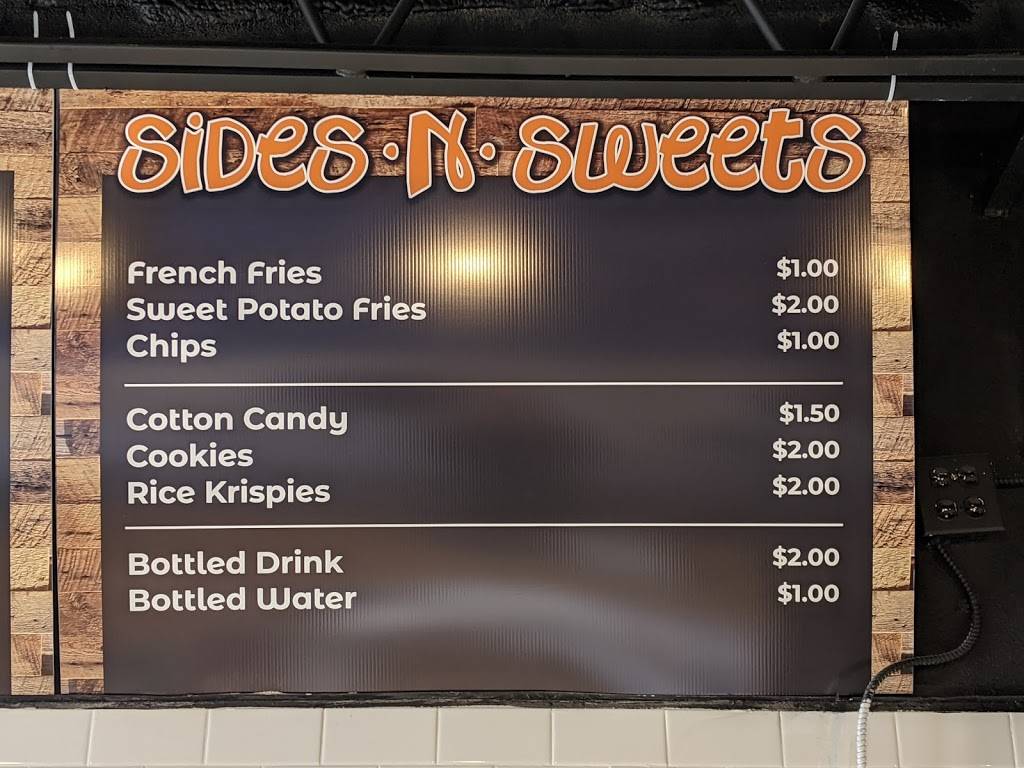 SiDes · N · Sweets
French Fries $1.00
Sweet Potato Fries $2.00
Chips $1.00
Cotton Candy $1.50
Cookies $2.00
Rice Krispies $2.00
Bottled Drink $2.00
Bottled Water $1.00